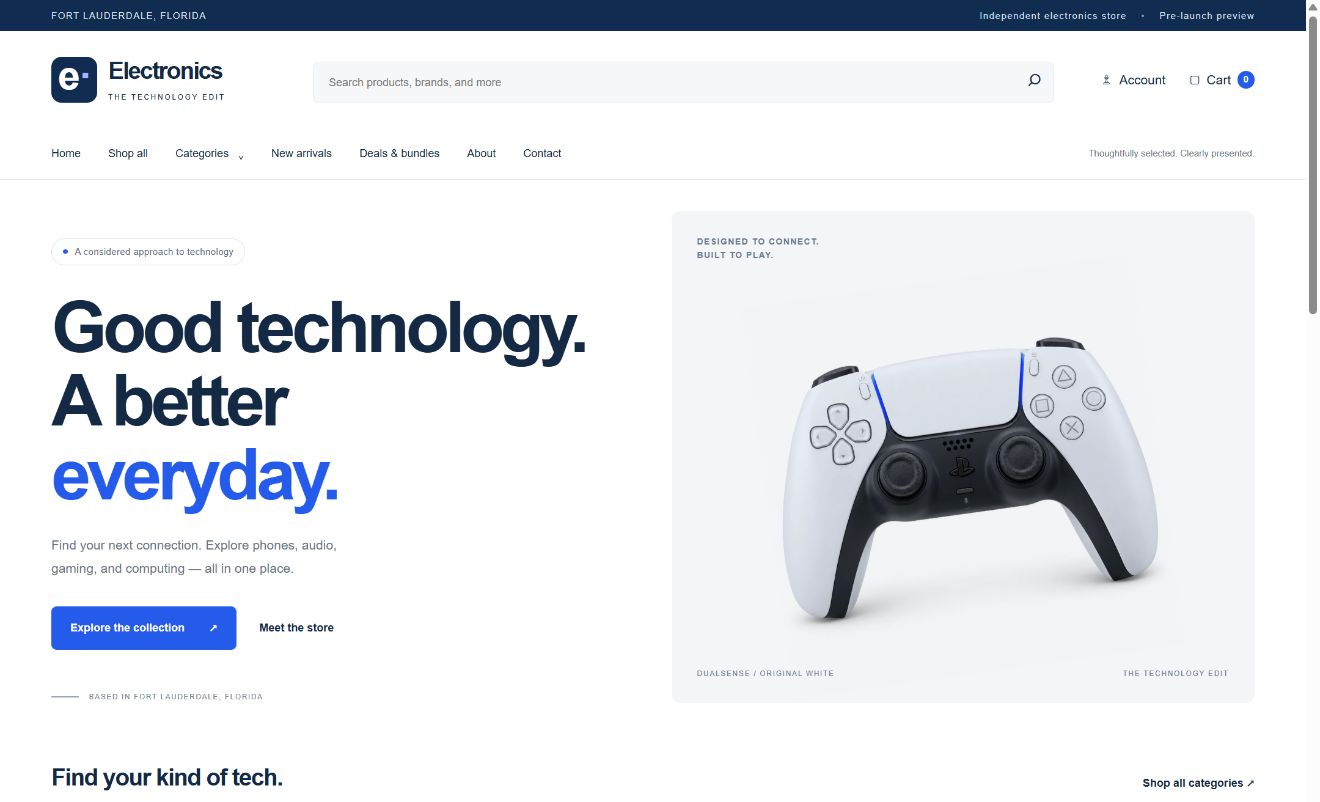 FORT LAUDERDALE, FLORIDA
Independent electronics store • Pre-launch preview
e
Electronics
THE TECHNOLOGY EDIT
Search products, brands, and more
Account
Cart 0
Home Shop all Categories New arrivals Deals & bundles About Contact
Thoughtfully selected. Clearly presented.
A considered approach to technology
Good technology.
A better
everyday.
Find your next connection. Explore phones, audio,
gaming, and computing — all in one place.
Explore the collection ↗
Meet the store
BASED IN FORT LAUDERDALE, FLORIDA
DESIGNED TO CONNECT.
BUILT TO PLAY.
DUALSENSE / ORIGINAL WHITE
THE TECHNOLOGY EDIT
Find your kind of tech.
Shop all categories ↗